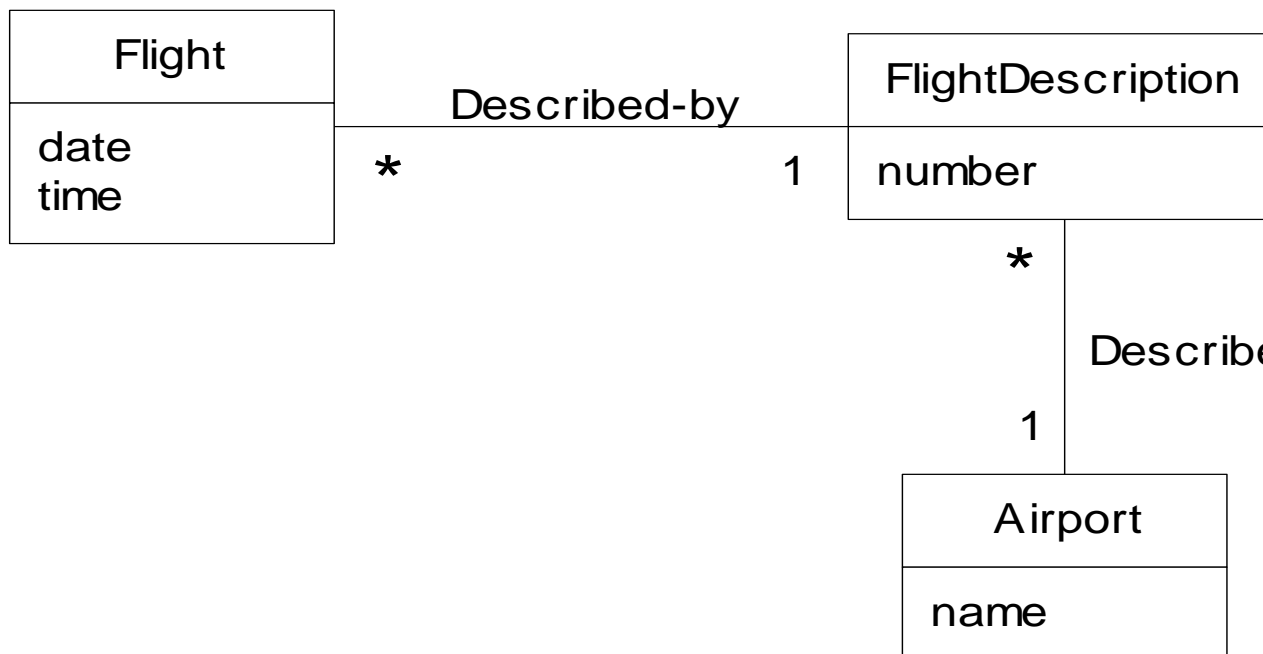 Flight
date
time
Described-by
*
1
FlightDescription
number
*
1
Airport
name